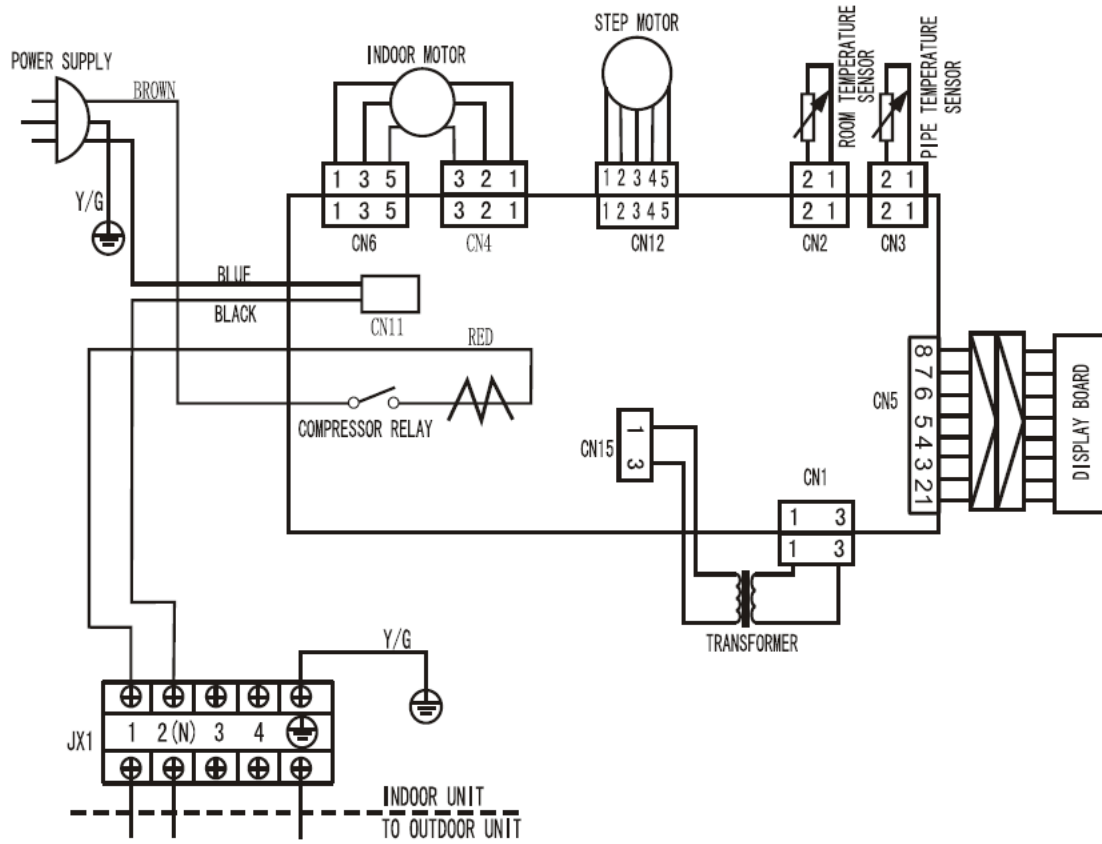 STEP MOTOR
INDOOR MOTOR
POWER SUPPLY
BROWN
ROOM TEMPERATURE
SENSOR
PIPE TEMPERATURE
SENSOR
1 3 5
3 2 1
1 2 3 4 5
2 1
2 1
1 3 5
3 2 1
1 2 3 4 5
2 1
2 1
Y/G
CN6
CN4
CN12
CN2
CN3
BLUE
BLACK
CN11
RED
COMPRESSOR RELAY
8 7 6 5 4 3 2 1
CN5
DISPLAY BOARD
CN15
1
3
CN1
1 3
1 3
TRANSFORMER
Y/G
JX1
1 2(N) 3 4
INDOOR UNIT
TO OUTDOOR UNIT